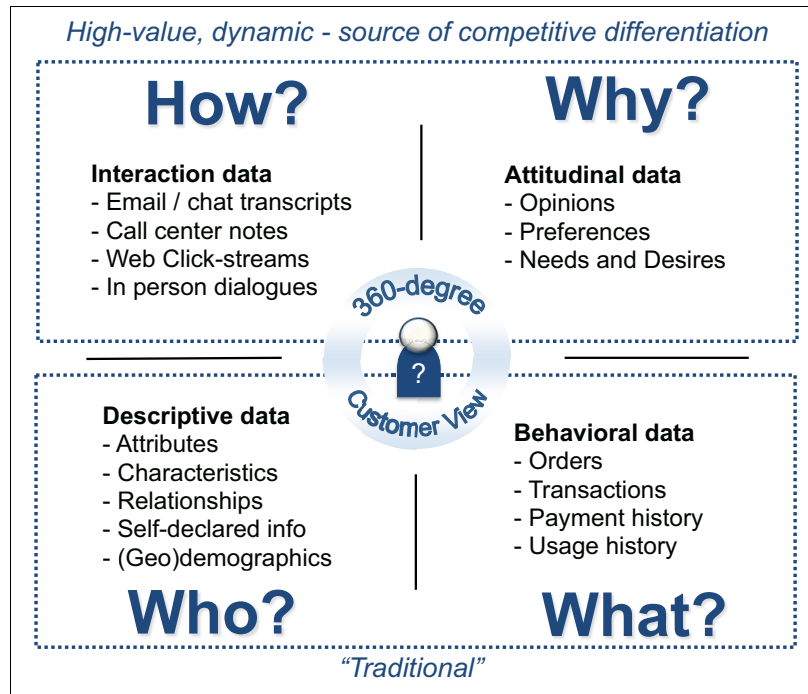 High-value, dynamic - source of competitive differentiation
How?
Interaction data
- Email / chat transcripts
- Call center notes
- Web Click-streams
- In person dialogues
Why?
Attitudinal data
- Opinions
- Preferences
- Needs and Desires
360-degree
?
Customer View
Descriptive data
- Attributes
- Characteristics
- Relationships
- Self-declared info
- (Geo)demographics
Who?
Behavioral data
- Orders
- Transactions
- Payment history
- Usage history
What?
“Traditional”